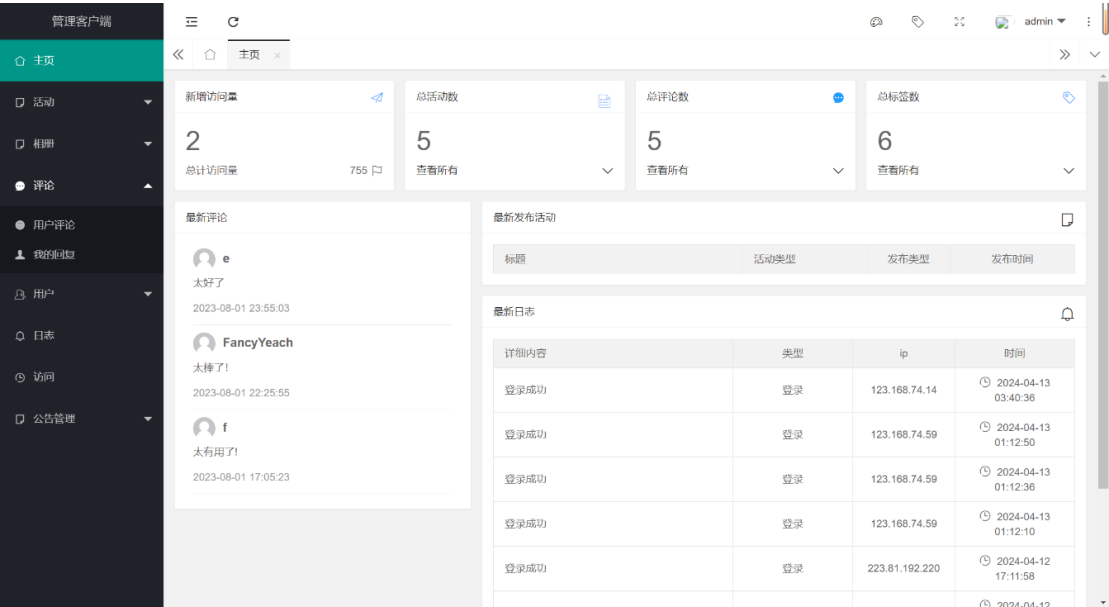 管理客户端
admin
主页
主页
活动
相册
评论
用户评论
我的回复
用户
日志
访问
公告管理
新增访问量
2
总计访问量 755
总活动数
5
查看所有
总评论数
5
查看所有
总标签数
6
查看所有
最新评论
e
太好了
2023-08-01 23:55:03
FancyYeach
太棒了!
2023-08-01 22:25:55
f
太有用了!
2023-08-01 17:05:23
最新发布活动
标题 活动类型 发布类型 发布时间
最新日志
详细内容 类型 ip 时间
登录成功 登录 123.168.74.14 2024-04-13
03:40:36
登录成功 登录 123.168.74.59 2024-04-13
01:12:50
登录成功 登录 123.168.74.59 2024-04-13
01:12:36
登录成功 登录 123.168.74.59 2024-04-13
01:12:10
登录成功 登录 223.81.192.220 2024-04-12
17:11:58
2024-04-12